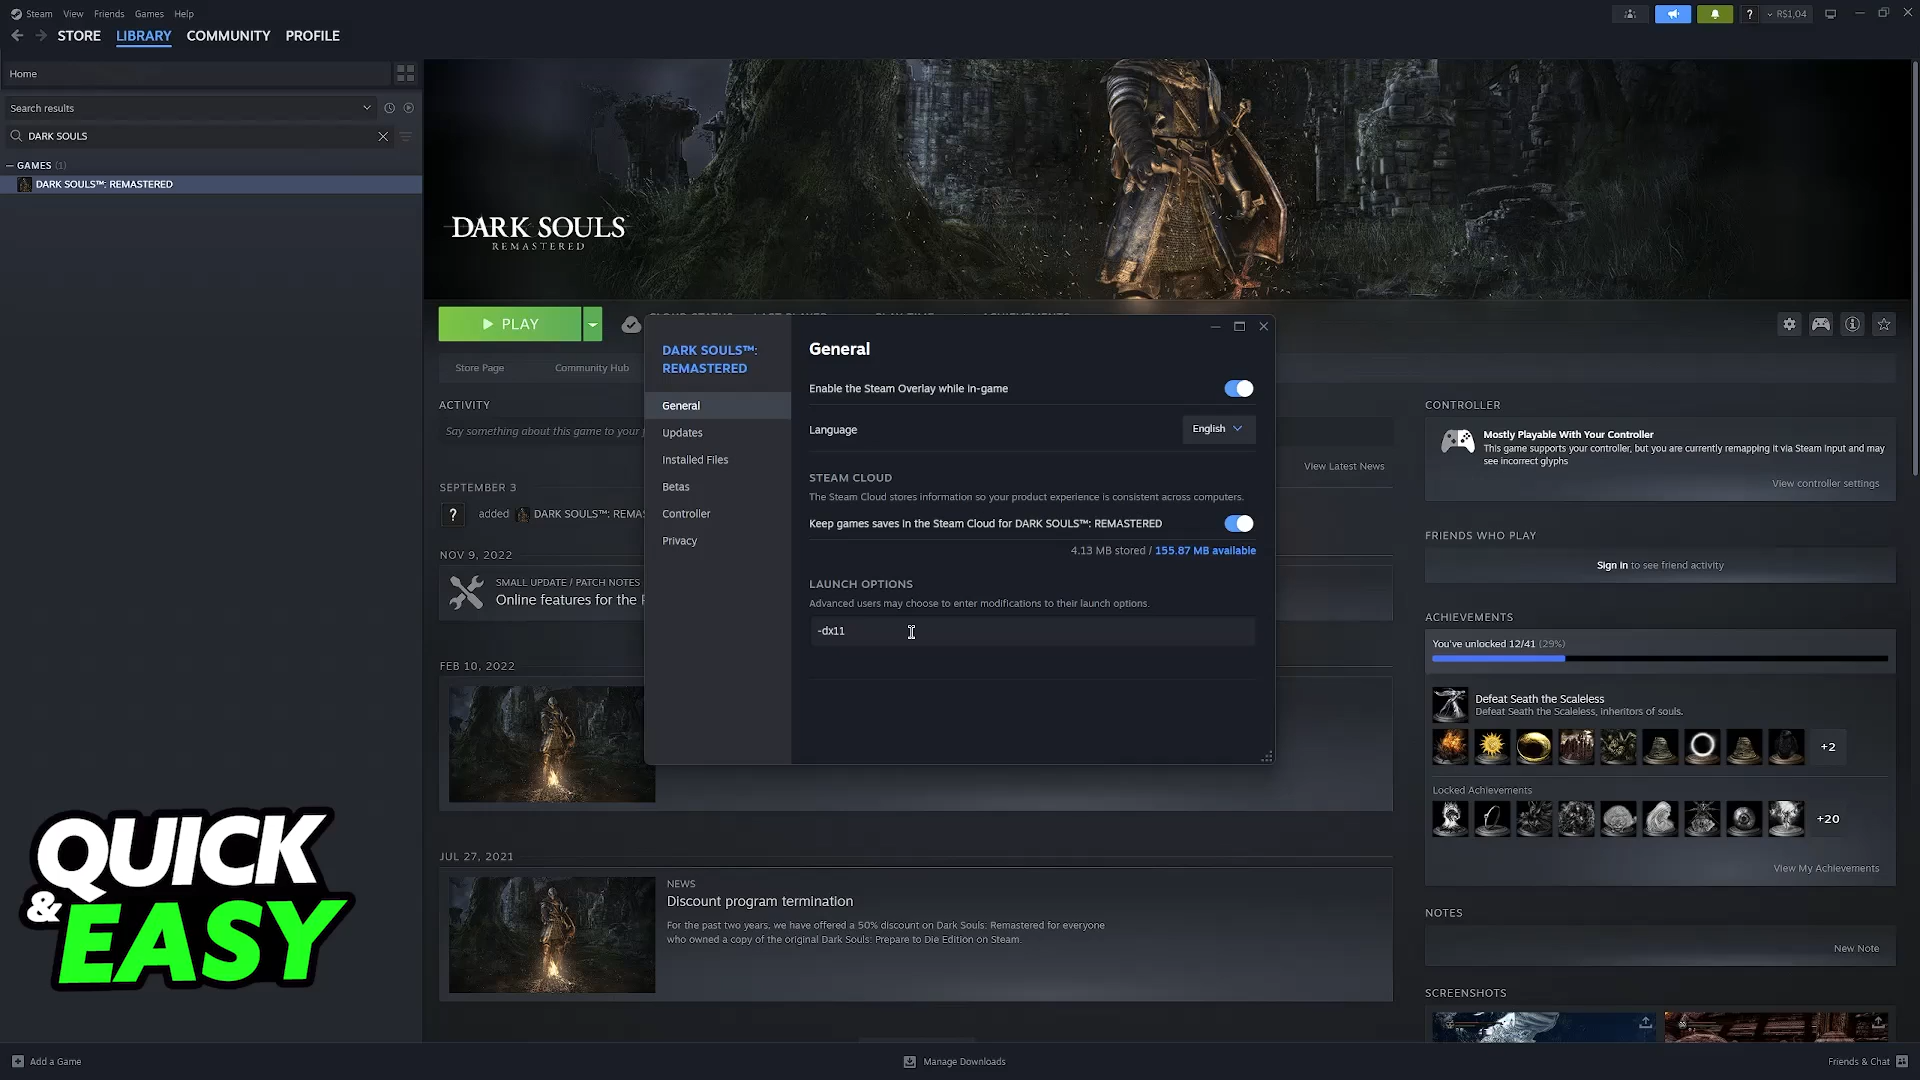 Steam View Friends Games Help
? R$1,04
STORE LIBRARY COMMUNITY PROFILE
Home
Search results
DARK SOULS
GAMES (1)
DARK SOULS™: REMASTERED
DARK SOULS
REMASTERED
PLAY
Store Page Community Hub
ACTIVITY
Say something about this game to your
View Latest News
SEPTEMBER 3
? added DARK SOULS™: REMA
NOV 9, 2022
SMALL UPDATE / PATCH NOTES
Online features for the
FEB 10, 2022
JUL 27, 2021
NEWS
Discount program termination
For the past two years, we have offered a 50% discount on Dark Souls: Remastered for everyone
who owned a copy of the original Dark Souls: Prepare to Die Edition on Steam.
DARK SOULS™:
REMASTERED
General
Updates
Installed Files
Betas
Controller
Privacy
General
Enable the Steam Overlay while in-game
Language English
STEAM CLOUD
The Steam Cloud stores information so your product experience is consistent across computers.
Keep games saves in the Steam Cloud for DARK SOULS™: REMASTERED
4.13 MB stored / 155.87 MB available
LAUNCH OPTIONS
Advanced users may choose to enter modifications to their launch options.
-dx11
CONTROLLER
Mostly Playable With Your Controller
This game supports your controller, but you are currently remapping it via Steam Input and may
see incorrect glyphs
View controller settings
FRIENDS WHO PLAY
Sign in to see friend activity
ACHIEVEMENTS
You've unlocked 12/41 (29%)
Defeat Seath the Scaleless
Defeat Seath the Scaleless, inheritors of souls.
+2
Locked Achievements
+20
View My Achievements
NOTES
New Note
SCREENSHOTS
QUICK
& EASY
Add a Game
Manage Downloads
Friends & Chat